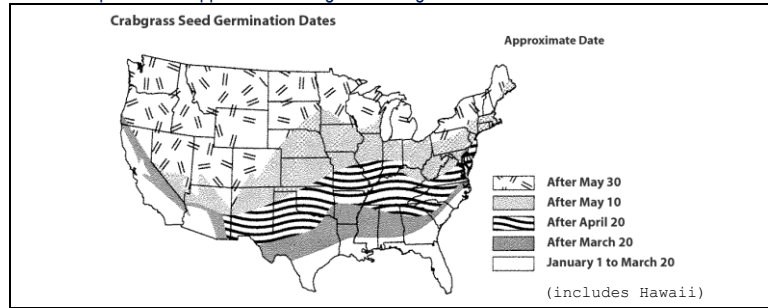 Crabgrass Seed Germination Dates
Approximate Date
After May 30
After May 10
After April 20
After March 20
January 1 to March 20
(includes Hawaii)